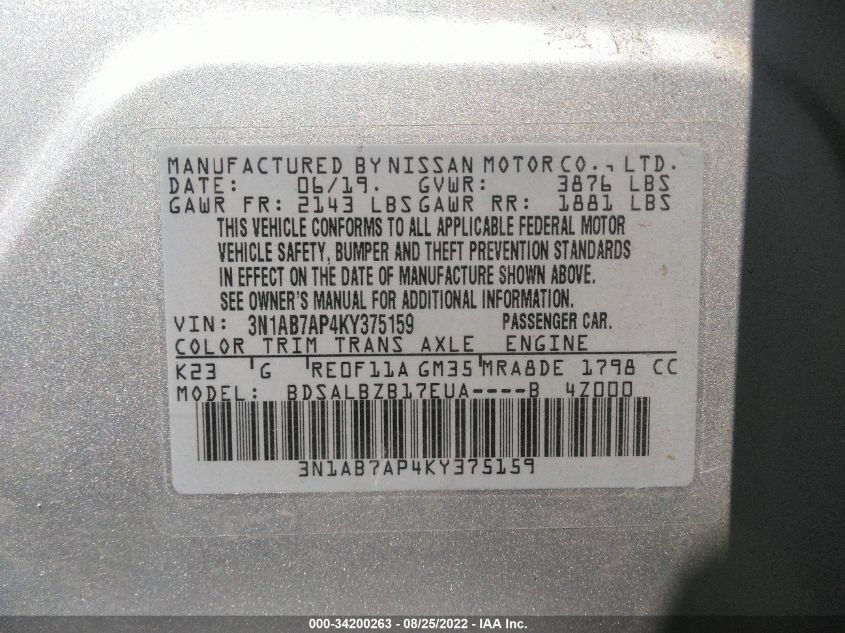 MANUFACTURED BY NISSAN MOTOR CO., LTD.
DATE: 06/19. GVWR: 3876 LBS
GAWR FR: 2143 LBS GAWR RR: 1881 LBS
THIS VEHICLE CONFORMS TO ALL APPLICABLE FEDERAL MOTOR
VEHICLE SAFETY, BUMPER AND THEFT PREVENTION STANDARDS
IN EFFECT ON THE DATE OF MANUFACTURE SHOWN ABOVE.
SEE OWNER'S MANUAL FOR ADDITIONAL INFORMATION.
VIN: 3N1AB7AP4KY375159 PASSENGER CAR.
COLOR TRIM TRANS AXLE ENGINE
K23 G RE0F11A GM35 MRA8DE 1798 CC
MODEL: BDSALBZB17EUA----B 4Z000
3N1AB7AP4KY375159
000-34200263 - 08/25/2022 - IAA Inc.